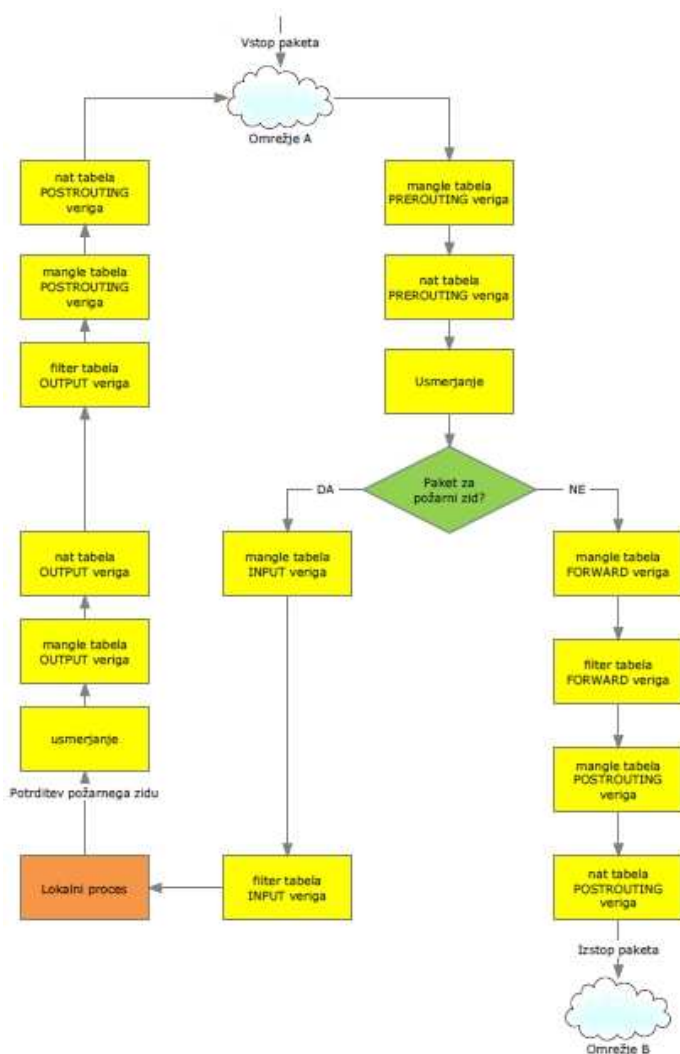 Vstop paketa
Omrežje A
mangle tabela
PREROUTING veriga
nat tabela
PREROUTING veriga
Usmerjanje
Paket za
požarni zid?
DA
NE
mangle tabela
INPUT veriga
filter tabela
INPUT veriga
Lokalni proces
Potrditev požarnega zidu
usmerjanje
mangle tabela
OUTPUT veriga
nat tabela
OUTPUT veriga
filter tabela
OUTPUT veriga
mangle tabela
POSTROUTING
veriga
nat tabela
POSTROUTING
veriga
mangle tabela
FORWARD veriga
filter tabela
FORWARD veriga
mangle tabela
POSTROUTING
veriga
nat tabela
POSTROUTING
veriga
Izstop paketa
Omrežje B